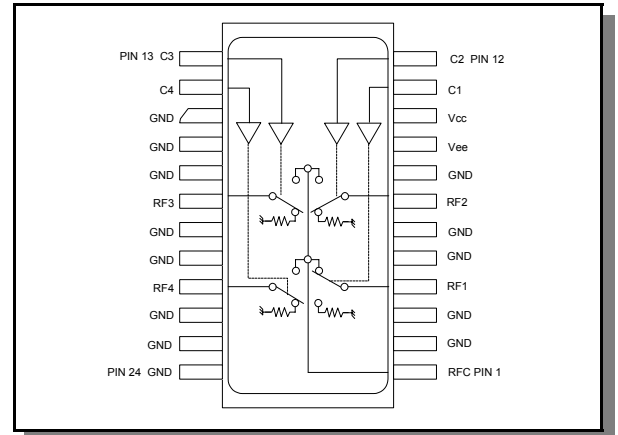 PIN 13 C3
C2 PIN 12
C4
C1
GND
Vcc
GND
Vee
GND
GND
RF3
RF2
GND
GND
GND
GND
RF4
RF1
GND
GND
GND
GND
PIN 24 GND
RFC PIN 1